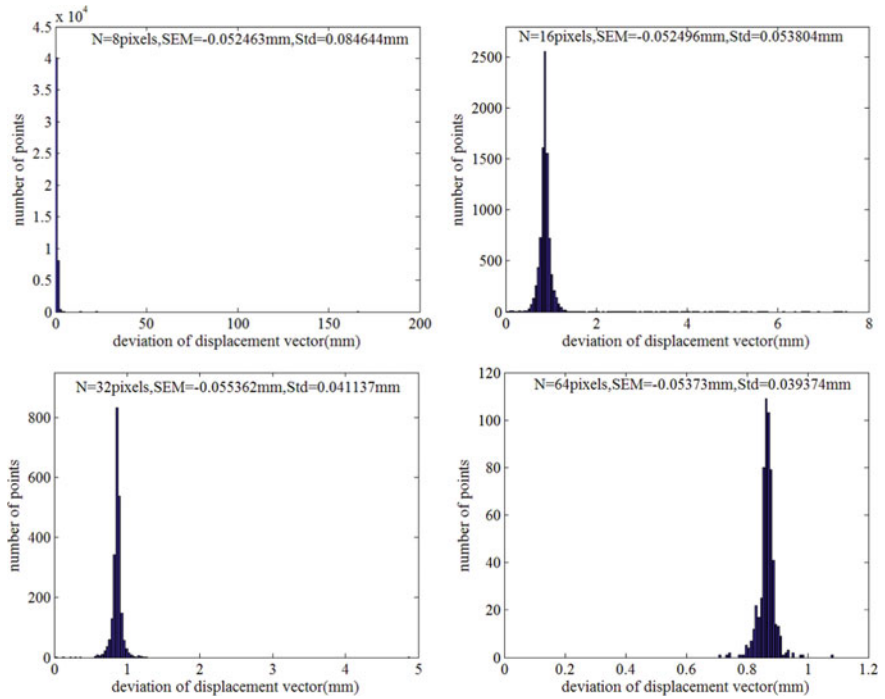 x 10^4
N=8pixels,SEM=-0.052463mm,Std=0.084644mm
4.5
4
3.5
3
2.5
2
1.5
1
0.5
0
number of points
0 50 100 150 200
deviation of displacement vector(mm)
N=16pixels,SEM=-0.052496mm,Std=0.053804mm
2500
2000
1500
1000
500
0
number of points
0 2 4 6 8
deviation of displacement vector(mm)
N=32pixels,SEM=-0.055362mm,Std=0.041137mm
800
600
400
200
0
number of points
0 1 2 3 4 5
deviation of displacement vector(mm)
N=64pixels,SEM=-0.05373mm,Std=0.039374mm
120
100
80
60
40
20
0
number of points
0 0.2 0.4 0.6 0.8 1 1.2
deviation of displacement vector(mm)